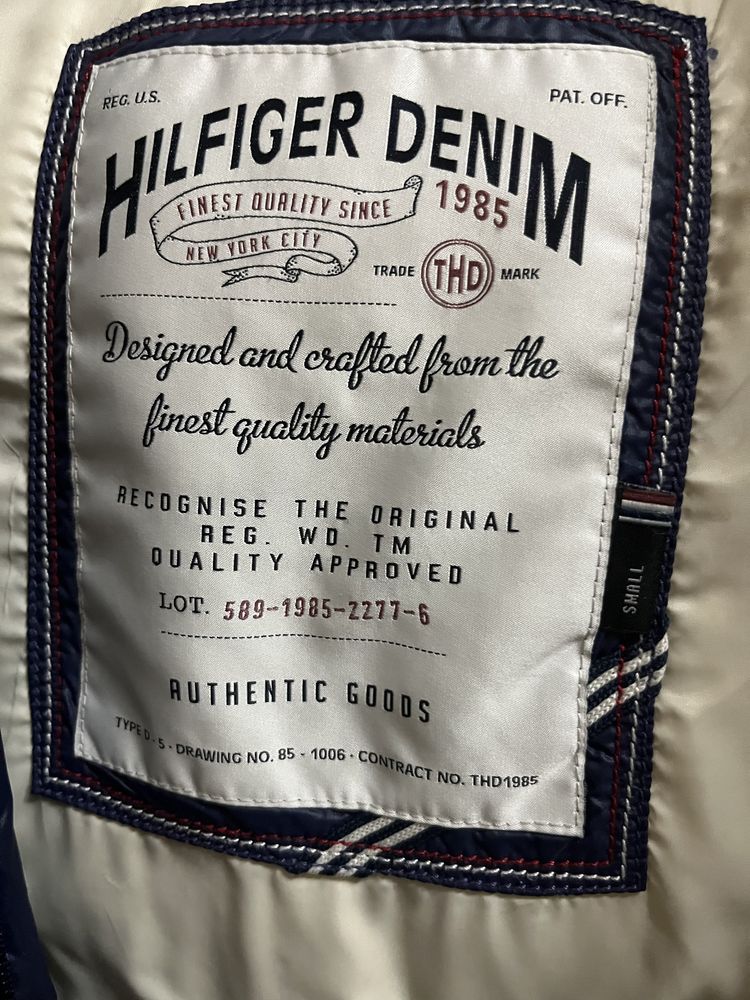 REG. U.S. PAT. OFF.
HILFIGER DENIM
FINEST QUALITY SINCE 1985
NEW YORK CITY
TRADE THD MARK
Designed and crafted from the
finest quality materials
RECOGNISE THE ORIGINAL
REG. WD. TM
QUALITY APPROVED
LOT. 589-1985-2277-6
SMALL
AUTHENTIC GOODS
TYPE D - 5 · DRAWING NO. 85 - 1006 · CONTRACT NO. THD1985